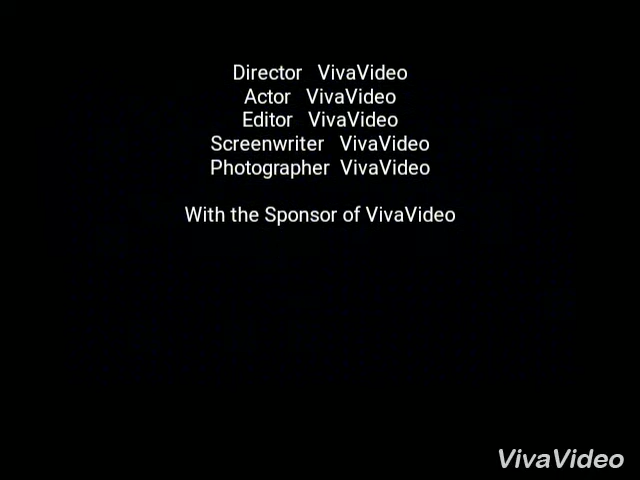 Director VivaVideo
Actor VivaVideo
Editor VivaVideo
Screenwriter VivaVideo
Photographer VivaVideo
With the Sponsor of VivaVideo
VivaVideo